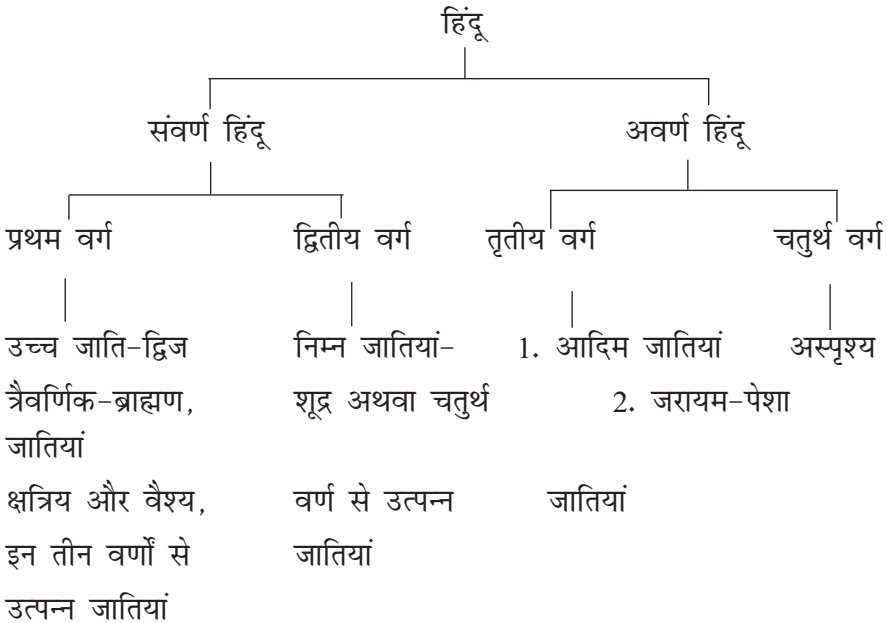 हिंदू
संवर्ण हिंदू अवर्ण हिंदू
प्रथम वर्ग द्वितीय वर्ग तृतीय वर्ग चतुर्थ वर्ग
उच्च जाति-द्विज निम्न जातियां- 1. आदिम जातियां अस्पृश्य
त्रैवर्णिक-ब्राह्मण, शूद्र अथवा चतुर्थ 2. जरायम-पेशा
जातियां
क्षत्रिय और वैश्य, वर्ण से उत्पन्न जातियां
इन तीन वर्णों से जातियां
उत्पन्न जातियां